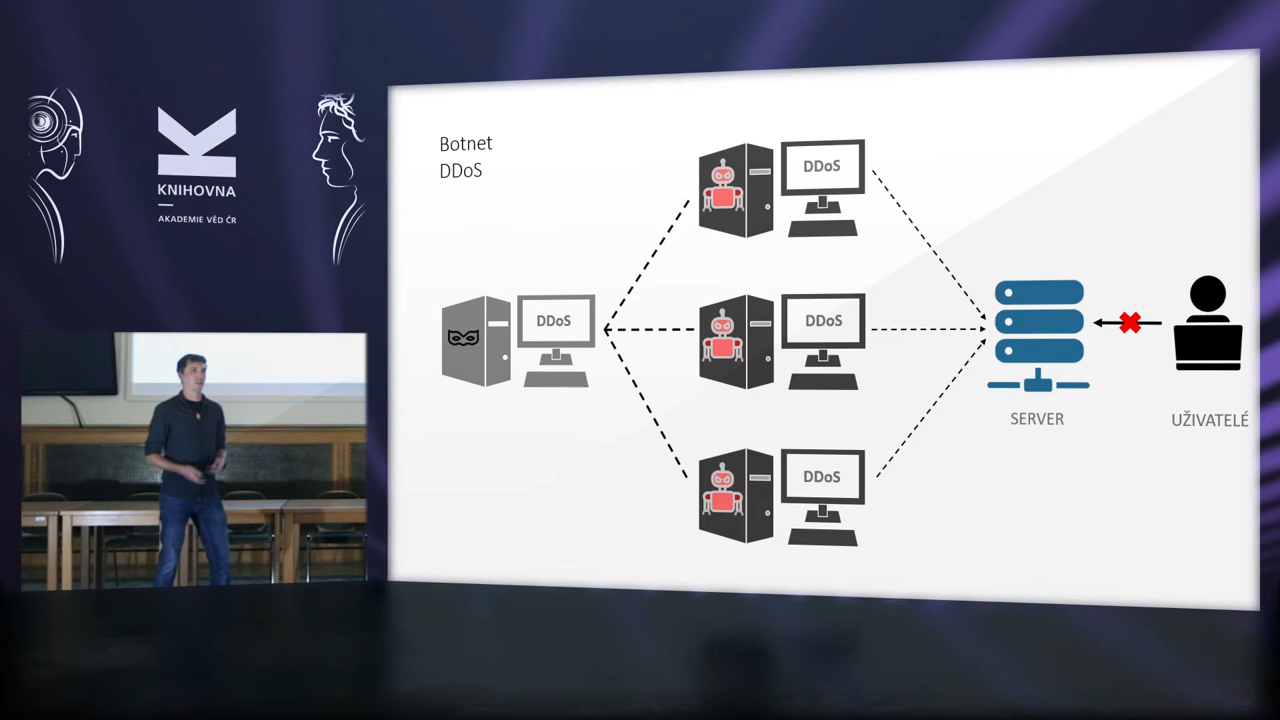 KNIHOVNA
AKADEMIE VĚD ČR
Botnet
DDoS
DDoS
DDoS
DDoS
DDoS
SERVER
UŽIVATELÉ